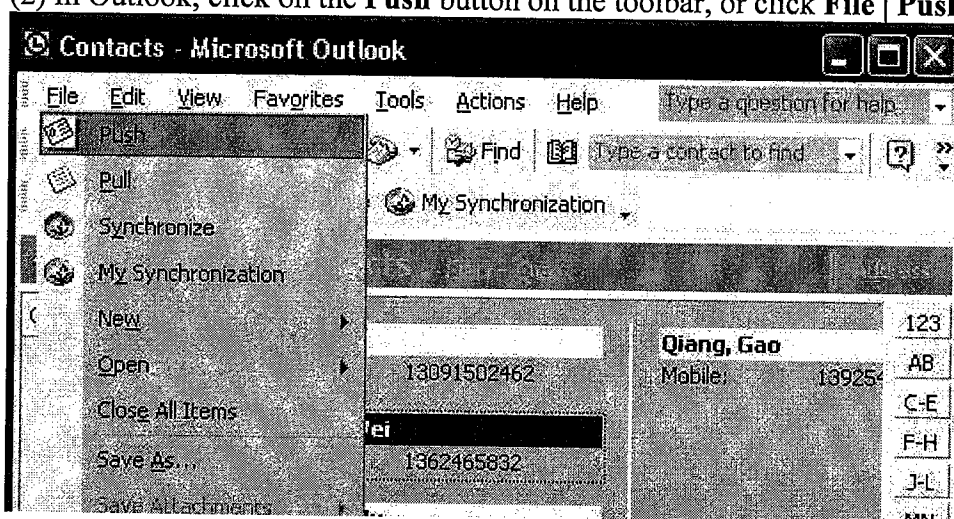 (2) In Outlook, click on the Push button on the toolbar, or click File | Push
Contacts - Microsoft Outlook
File Edit View Favorites Tools Actions Help Type a question for help
Push
Find Type a contact to find
Pull
My Synchronization
Synchronize
My Synchronization
New
123
Qiang, Gao
Open
13091502462
Mobile: 139254
AB
Close All Items
C-E
F-H
Save As...
1362465832
J-L
Save Attachments
MN